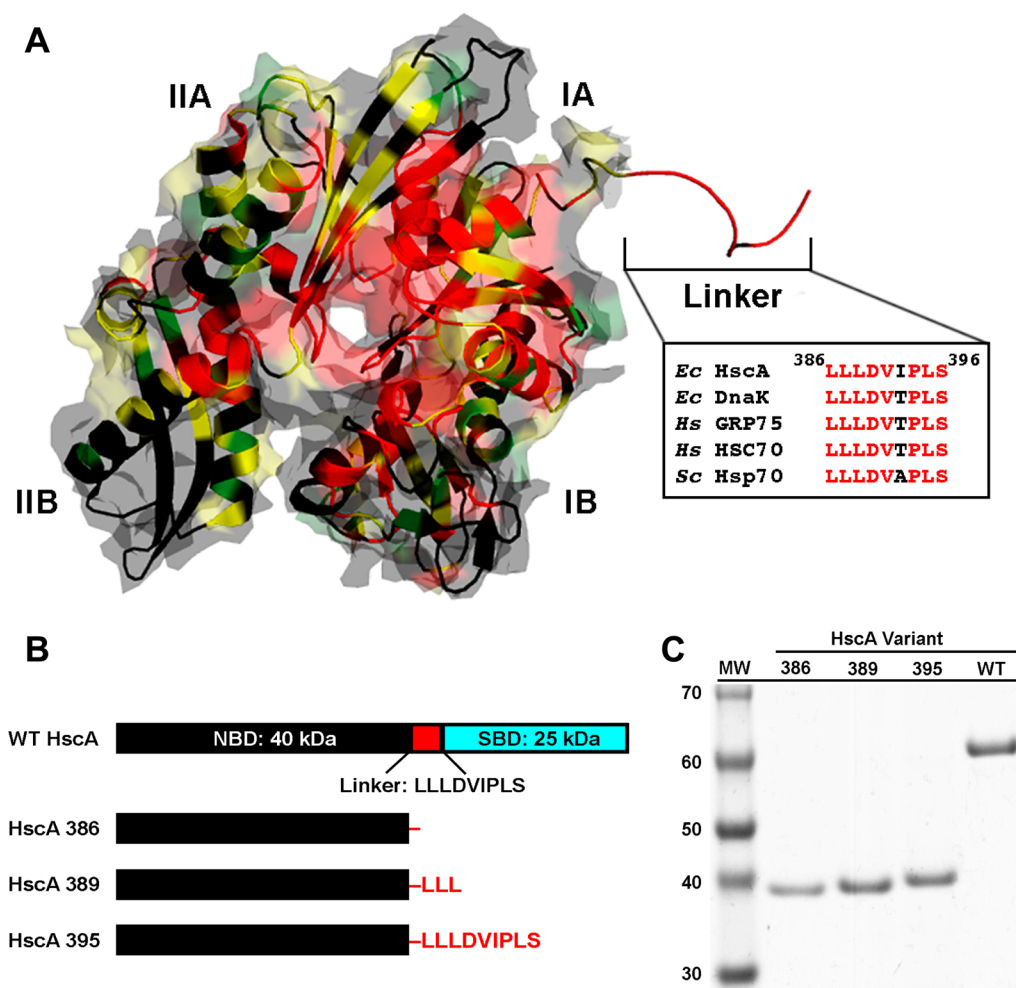 A
IIA
IA
IIB
IB
Linker
386 LLLDVIPLS 396
Ec HscA LLLDVIPLS
Ec DnaK LLLDVTPLS
Hs GRP75 LLLDVTPLS
Hs HSC70 LLLDVTPLS
Sc Hsp70 LLLDVAPLS
B
WT HscA NBD: 40 kDa SBD: 25 kDa
Linker: LLLDVIPLS
HscA 386
HscA 389 LLL
HscA 395 LLLDVIPLS
C
HscA Variant
MW 386 389 395 WT
70
60
50
40
30